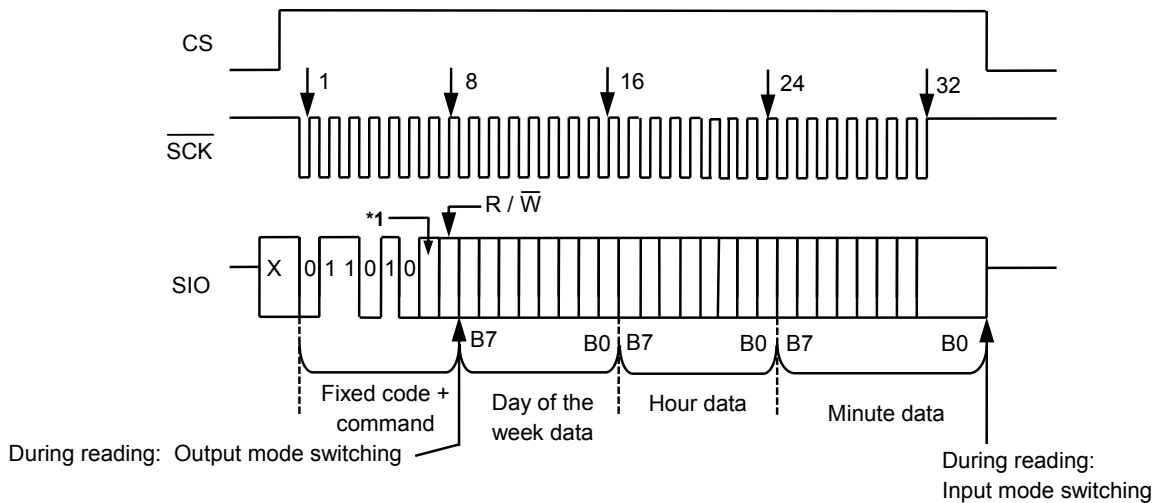 CS
1
8
16
24
32
SCK
*1
R / W
X
0
1
1
0
1
0
SIO
B7
B0
B7
B0
B7
B0
Fixed code +
command
Day of the
week data
Hour data
Minute data
During reading: Output mode switching
During reading:
Input mode switching